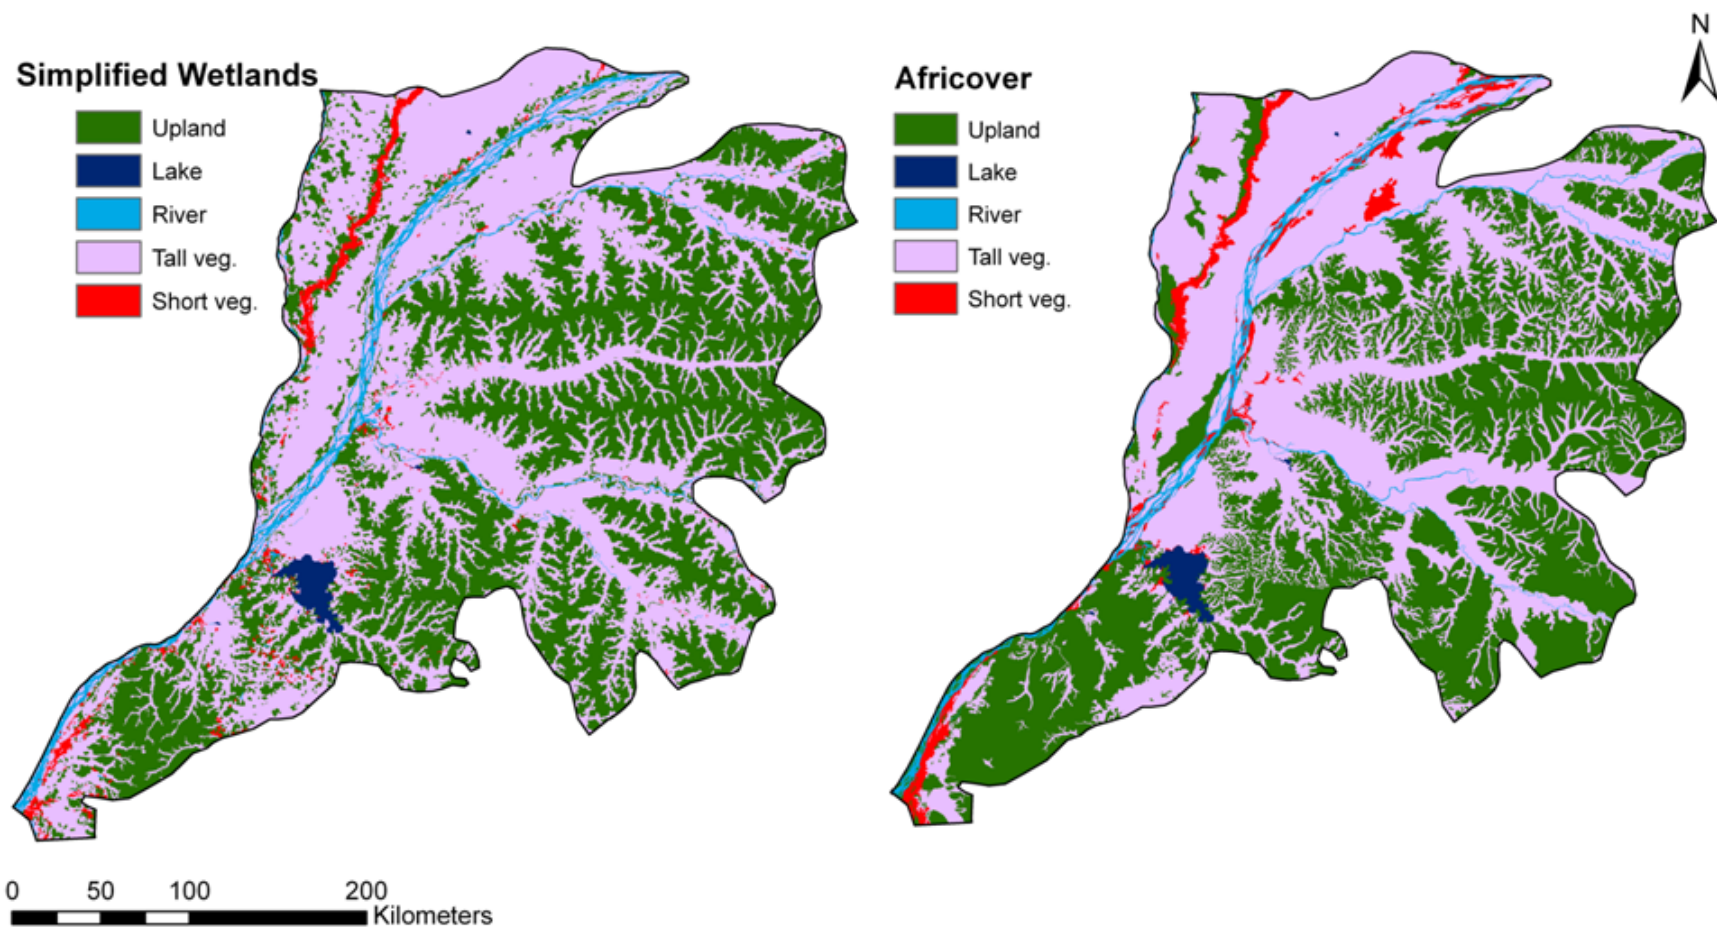 Simplified Wetlands
Upland
Lake
River
Tall veg.
Short veg.
Africover
Upland
Lake
River
Tall veg.
Short veg.
N
0 50 100 200
Kilometers